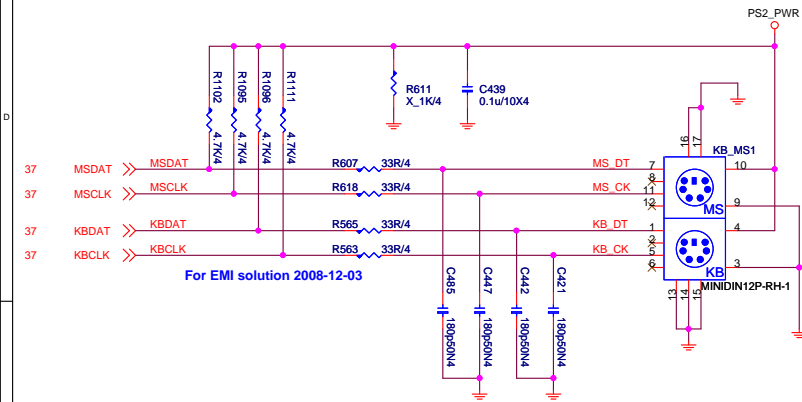 PS2_PWR
R1102
R1095
R1096
R1111
4.7K/4
4.7K/4
4.7K/4
4.7K/4
R611
X_1K/4
C439
0.1u/10X4
D
16
17
KB_MS1
37 MSDAT MSDAT R607 33R/4 MS_DT 7 10
8
37 MSCLK MSCLK R618 33R/4 MS_CK 11
12 MS 9
37 KBDAT KBDAT R565 33R/4 KB_DT 1 4
2
37 KBCLK KBCLK R563 33R/4 KB_CK 5
6 KB 3
For EMI solution 2008-12-03
C485
C447
C442
C421
180p50N4
180p50N4
180p50N4
180p50N4
13
14
15
MINIDIN12P-RH-1